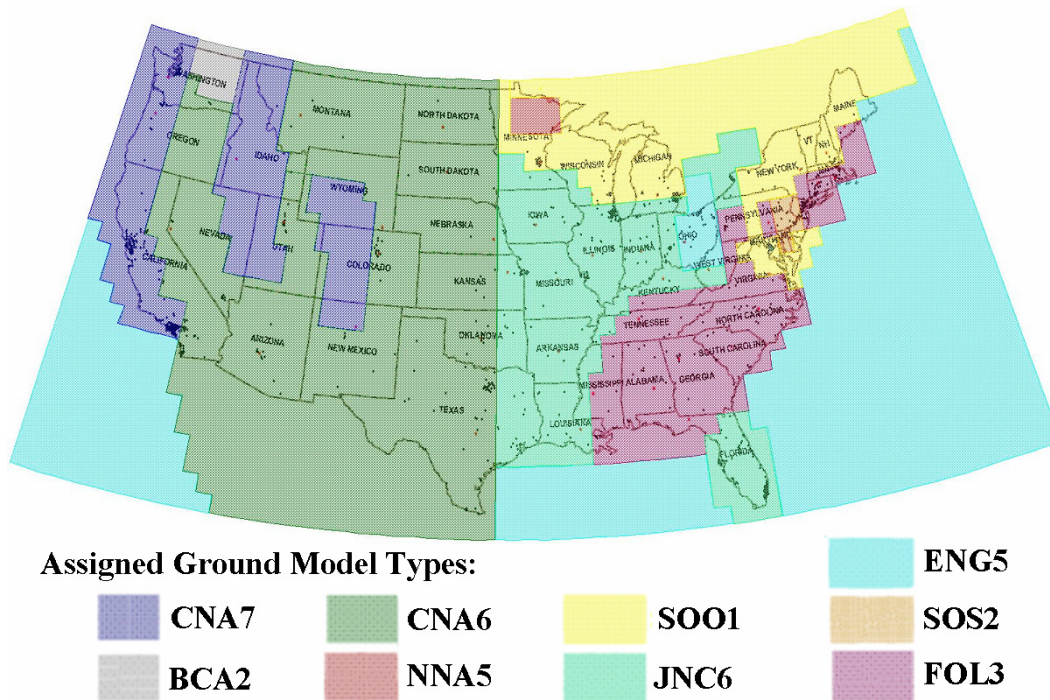 WASHINGTON
MONTANA
NORTH DAKOTA
MINNESOTA
MAINE
OREGON
IDAHO
WISCONSIN
MICHIGAN
VT
NH
NEW YORK
WYOMING
SOUTH DAKOTA
NEBRASKA
IOWA
PENNSYLVANIA
NEVADA
UTAH
COLORADO
ILLINOIS
INDIANA
OHIO
CALIFORNIA
KANSAS
MISSOURI
WEST VIRGINIA
VIRGINIA
KENTUCKY
ARIZONA
NEW MEXICO
OKLAHOMA
ARKANSAS
TENNESSEE
NORTH CAROLINA
SOUTH CAROLINA
TEXAS
LOUISIANA
MISSISSIPPI
ALABAMA
GEORGIA
FLORIDA
Assigned Ground Model Types:
ENG5
CNA7
CNA6
SOO1
SOS2
BCA2
NNA5
JNC6
FOL3